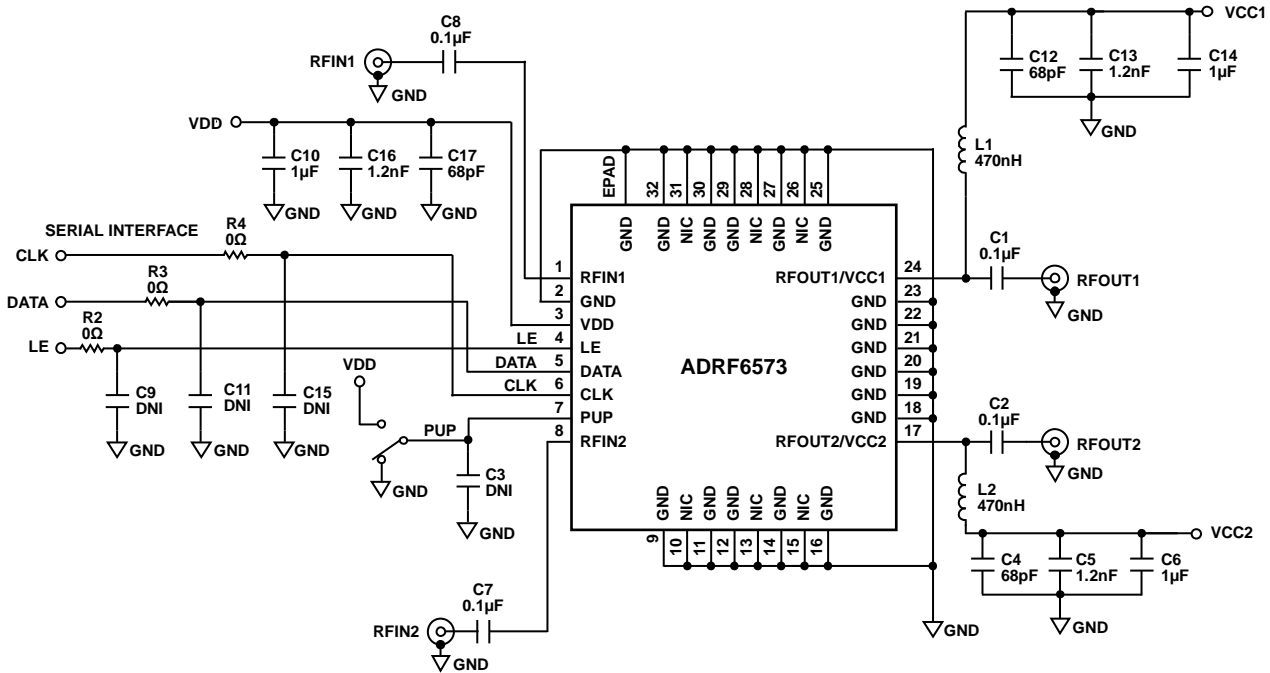 C8
0.1µF
RFIN1
GND
VDD
C10
1µF
C16
1.2nF
C17
68pF
GND
GND
GND
SERIAL INTERFACE
CLK
R4
0Ω
DATA
R3
0Ω
LE
R2
0Ω
C9
DNI
C11
DNI
C15
DNI
GND
GND
GND
VDD
PUP
GND
C3
DNI
GND
C7
0.1µF
RFIN2
GND
LE
DATA
CLK
1
2
3
4
5
6
7
8
RFIN1
GND
VDD
LE
DATA
CLK
PUP
RFIN2
EPAD
32
31
30
29
28
27
26
25
GND
GND
NIC
GND
GND
NIC
GND
NIC
GND
ADRF6573
RFOUT1/VCC1
GND
GND
GND
GND
GND
GND
RFOUT2/VCC2
24
23
22
21
20
19
18
17
GND
NIC
GND
GND
NIC
GND
NIC
GND
9
10
11
12
13
14
15
16
VCC1
C12
68pF
C13
1.2nF
C14
1µF
GND
L1
470nH
C1
0.1µF
RFOUT1
GND
C2
0.1µF
RFOUT2
GND
L2
470nH
VCC2
C4
68pF
C5
1.2nF
C6
1µF
GND
GND